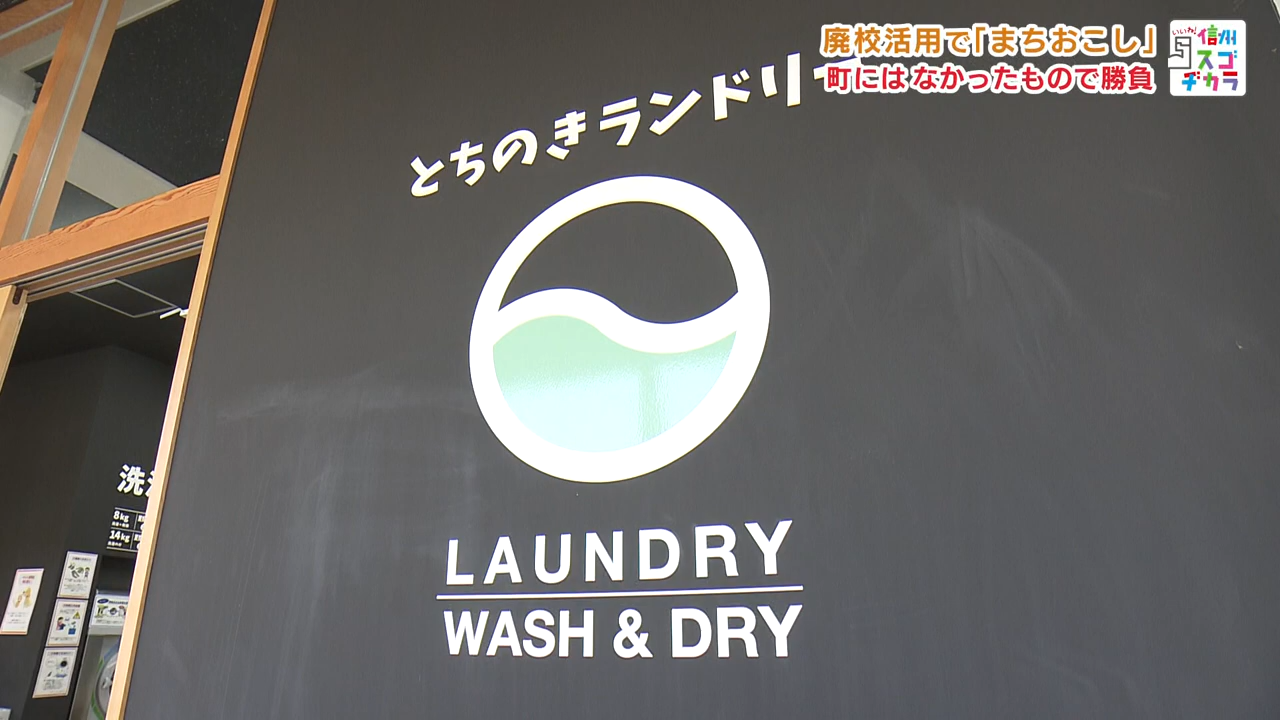 廃校活用で「まちおこし」
町にはなかったもので勝負
いいね!
信州
スゴ
ヂカラ
とちのきランドリー
LAUNDRY
WASH & DRY
洗
8kg
14kg